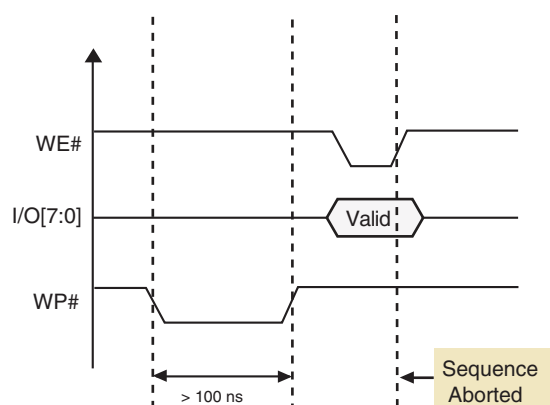 WE#
I/O[7:0]
Valid
WP#
> 100 ns
Sequence
Aborted